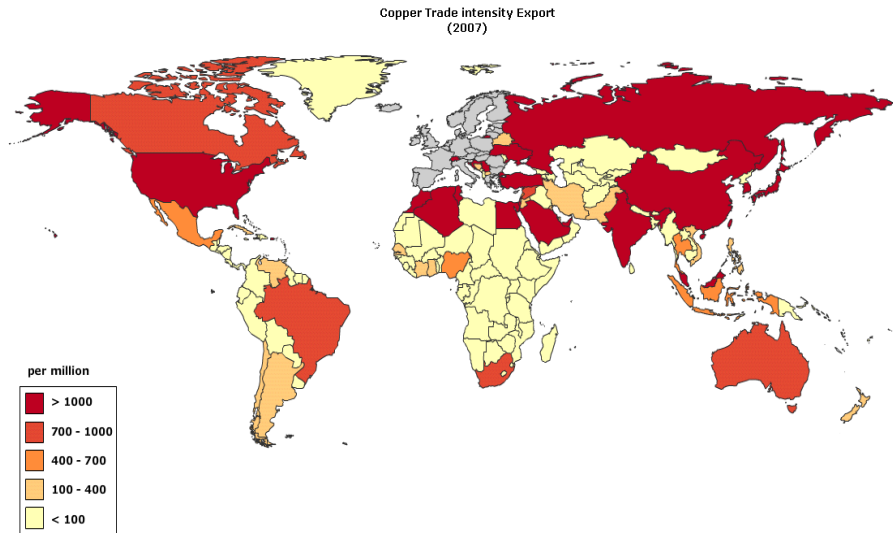 Copper Trade intensity Export
(2007)
per million
> 1000
700 - 1000
400 - 700
100 - 400
< 100